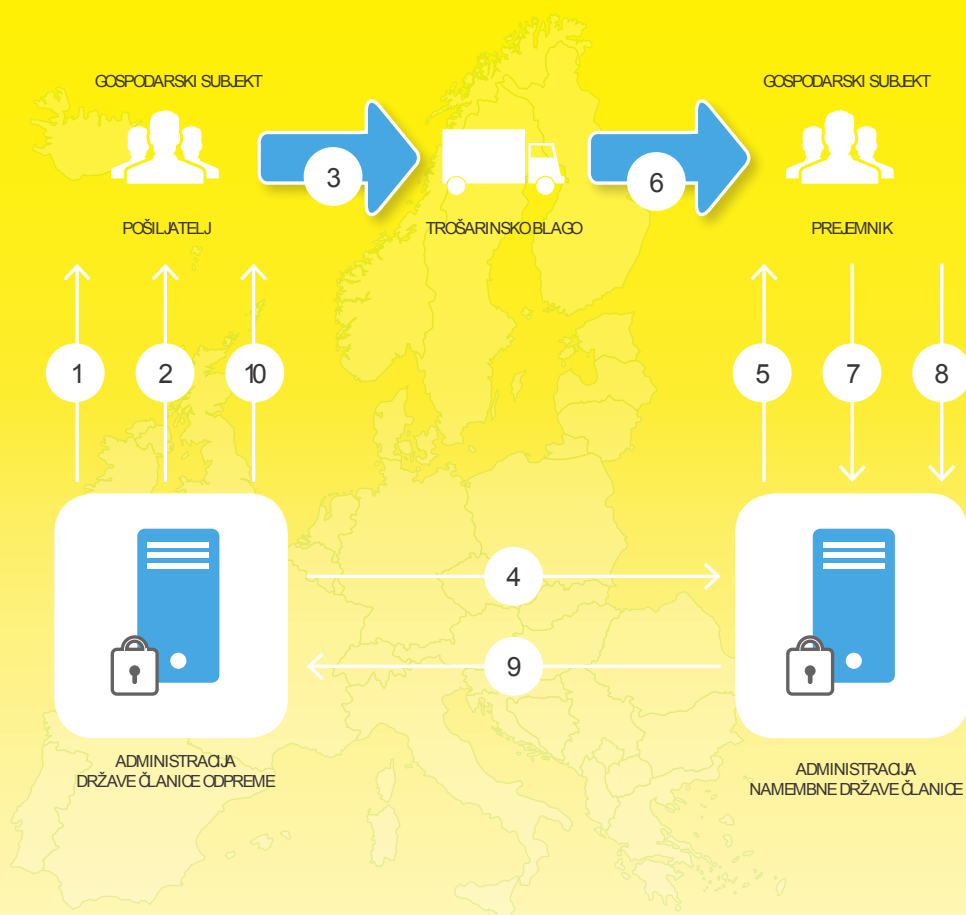 GOSPODARSKI SUBJEKT
GOSPODARSKI SUBJEKT
3
6
POŠILJATELJ
TROŠARINSKO BLAGO
PREJEMNIK
1
2
10
5
7
8
4
9
ADMINISTRACIJA
DRŽAVE ČLANICE ODPREME
ADMINISTRACIJA
NAMEMBNE DRŽAVE ČLANICE